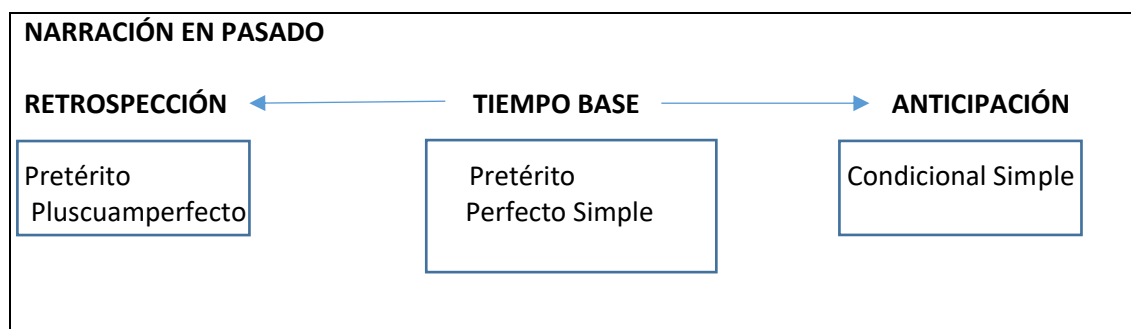 NARRACIÓN EN PASADO
RETROSPECCIÓN TIEMPO BASE ANTICIPACIÓN
Pretérito
Pluscuamperfecto
Pretérito
Perfecto Simple
Condicional Simple